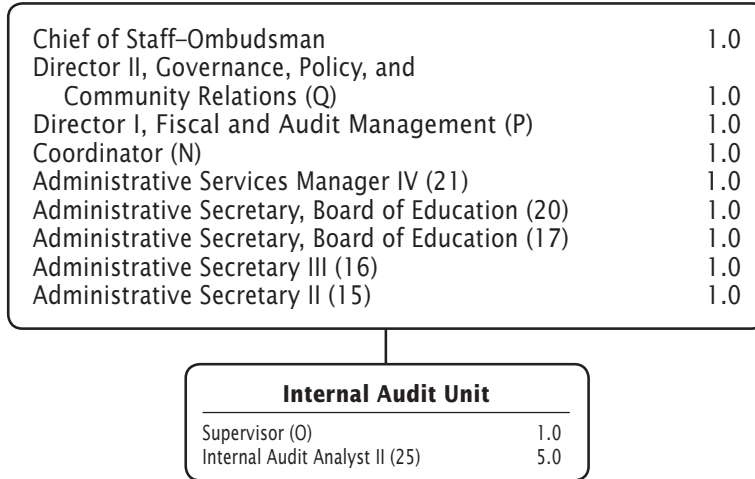 Chief of Staff–Ombudsman 1.0
Director II, Governance, Policy, and
Community Relations (Q) 1.0
Director I, Fiscal and Audit Management (P) 1.0
Coordinator (N) 1.0
Administrative Services Manager IV (21) 1.0
Administrative Secretary, Board of Education (20) 1.0
Administrative Secretary, Board of Education (17) 1.0
Administrative Secretary III (16) 1.0
Administrative Secretary II (15) 1.0
Internal Audit Unit
Supervisor (O) 1.0
Internal Audit Analyst II (25) 5.0